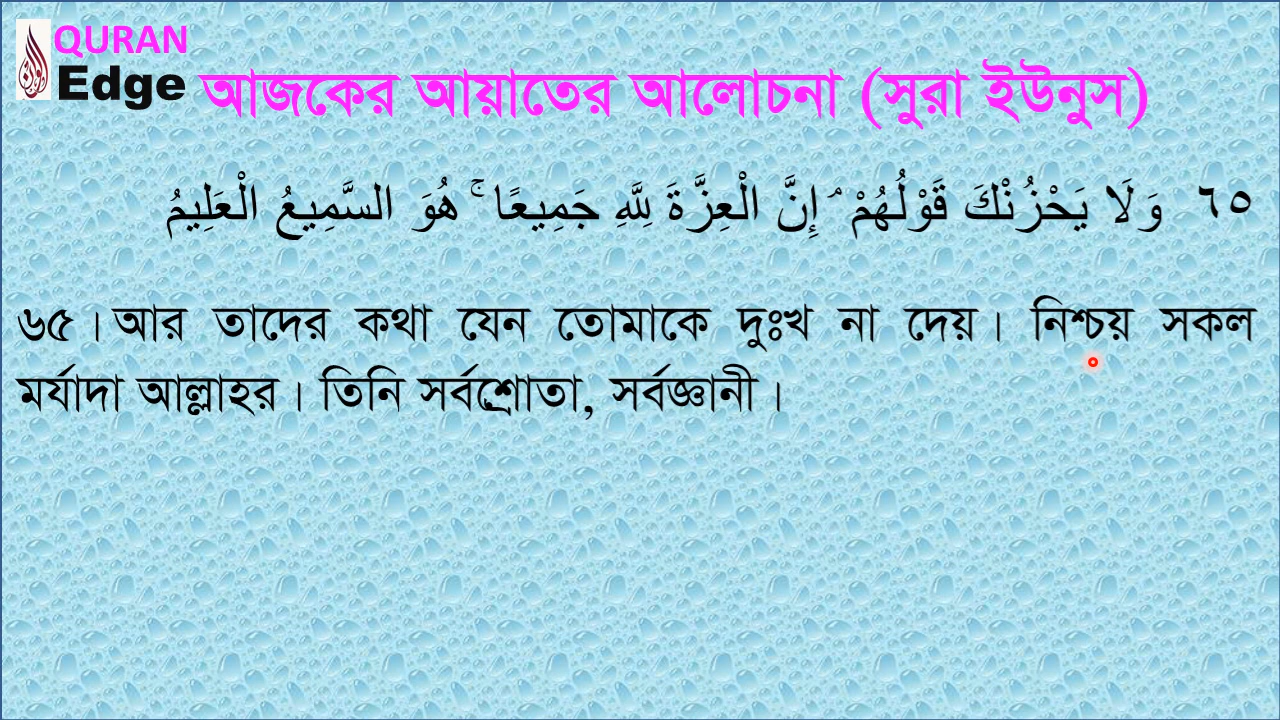 QURAN
Edge
আজকের আয়াতের আলোচনা (সুরা ইউনুস)
٦٥ وَلَا يَحْزُنْكَ قَوْلُهُمْ ۘ إِنَّ الْعِزَّةَ لِلَّهِ جَمِيعًا ۚ هُوَ السَّمِيعُ الْعَلِيمُ
৬৫। আর তাদের কথা যেন তোমাকে দুঃখ না দেয়। নিশ্চয় সকল
মর্যাদা আল্লাহর। তিনি সর্বশ্রোতা, সর্বজ্ঞানী।